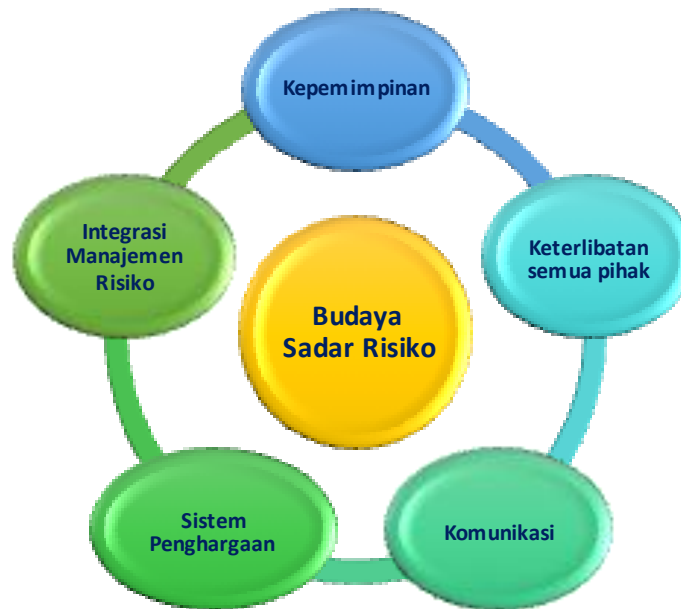 Kepemimpinan
Keterlibatan
semua pihak
Komunikasi
Sistem
Penghargaan
Integrasi
Manajemen
Risiko
Budaya
Sadar Risiko